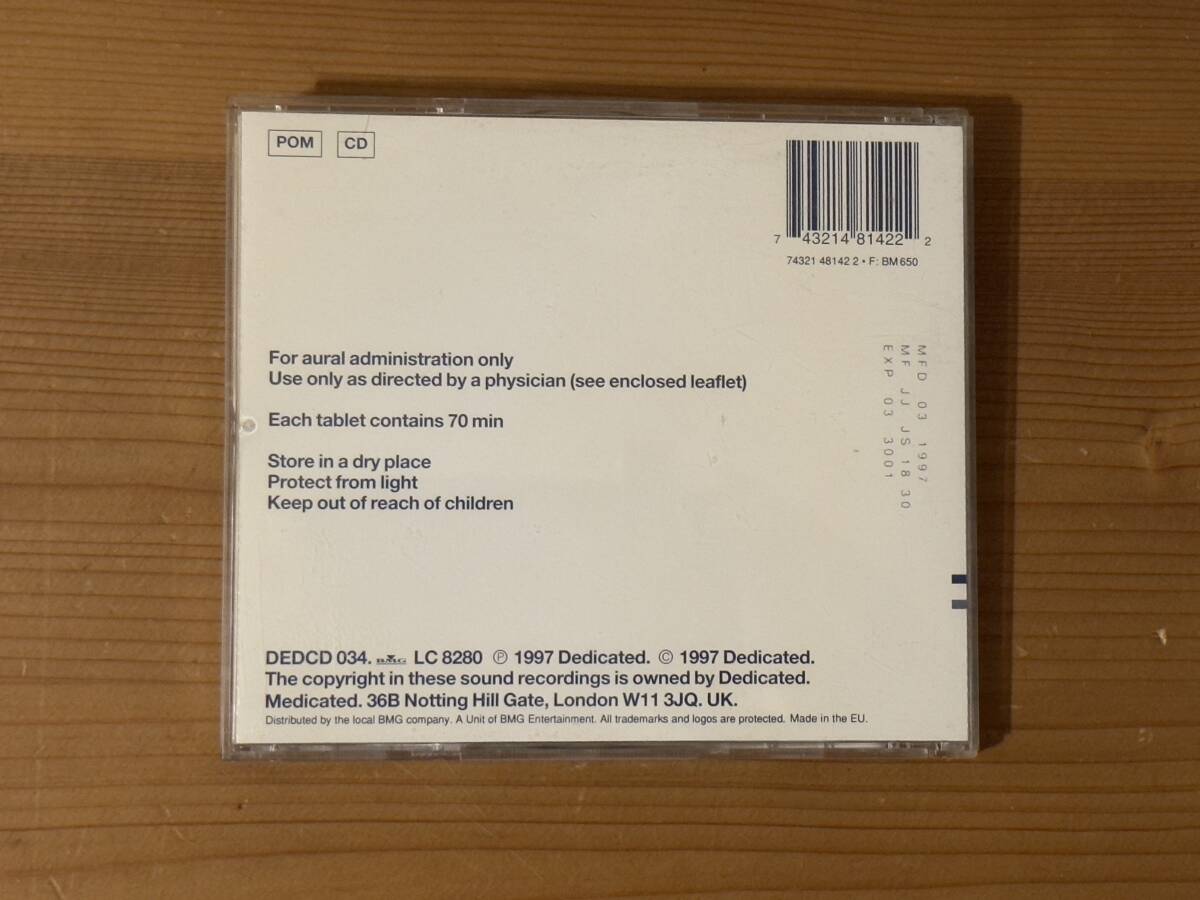 POM CD
7 43214 81422 2
74321 48142 2 • F: BM 650
For aural administration only
Use only as directed by a physician (see enclosed leaflet)
Each tablet contains 70 min
Store in a dry place
Protect from light
Keep out of reach of children
MFD 03 1997
MF JJ JS 18 30
EXP 03 3001
DEDCD 034. BMG LC 8280 ℗ 1997 Dedicated. © 1997 Dedicated.
The copyright in these sound recordings is owned by Dedicated.
Medicated. 36B Notting Hill Gate, London W11 3JQ. UK.
Distributed by the local BMG company. A Unit of BMG Entertainment. All trademarks and logos are protected. Made in the EU.